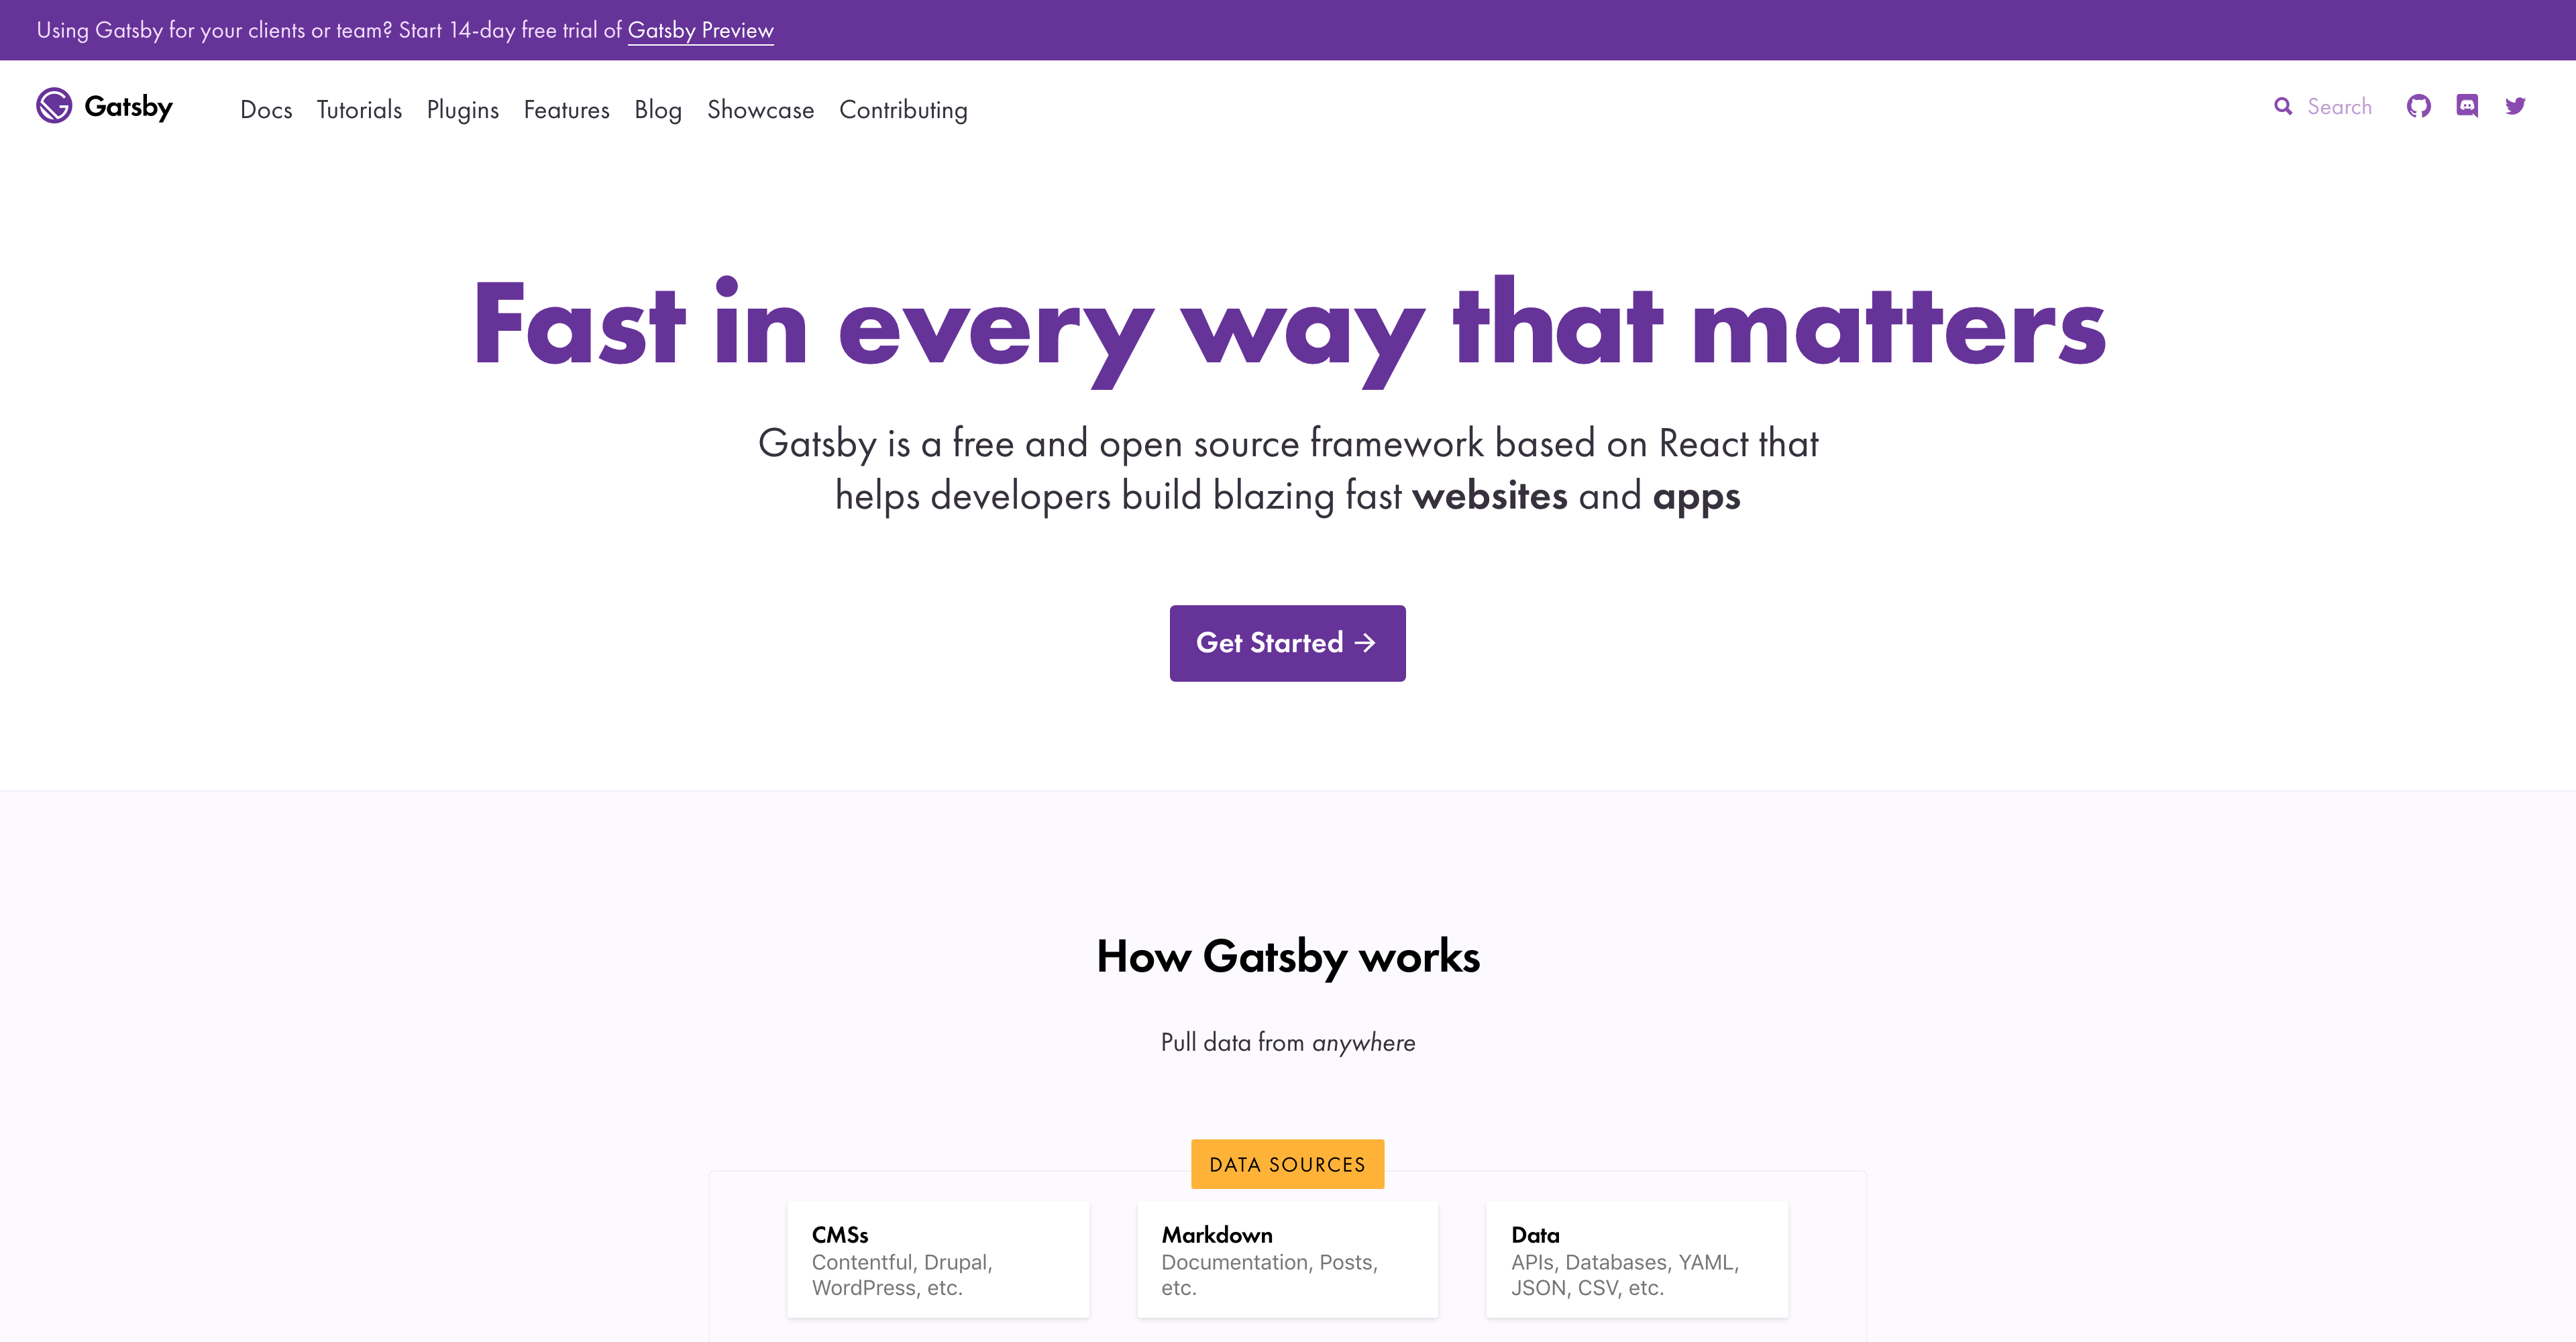 Using Gatsby for your clients or team? Start 14-day free trial of Gatsby Preview
Gatsby
Docs Tutorials Plugins Features Blog Showcase Contributing
Search
Fast in every way that matters
Gatsby is a free and open source framework based on React that
helps developers build blazing fast websites and apps
Get Started →
How Gatsby works
Pull data from anywhere
DATA SOURCES
CMSs
Contentful, Drupal,
WordPress, etc.
Markdown
Documentation, Posts,
etc.
Data
APIs, Databases, YAML,
JSON, CSV, etc.